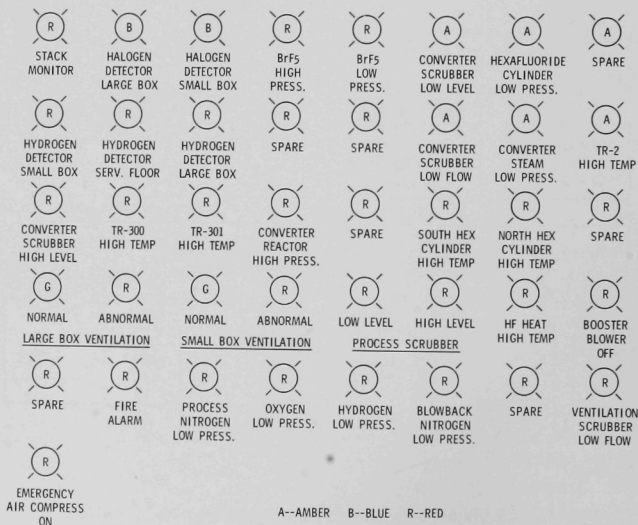 R B B R R A A A
STACK MONITOR
HALOGEN DETECTOR LARGE BOX
HALOGEN DETECTOR SMALL BOX
BrF5 HIGH PRESS.
BrF5 LOW PRESS.
CONVERTER SCRUBBER LOW LEVEL
HEXAFLUORIDE CYLINDER LOW PRESS.
SPARE
R R R R R A A A
HYDROGEN DETECTOR SMALL BOX
HYDROGEN DETECTOR SERV. FLOOR
HYDROGEN DETECTOR LARGE BOX
SPARE
SPARE
CONVERTER SCRUBBER LOW FLOW
CONVERTER STEAM LOW PRESS.
TR-2 HIGH TEMP
R R R R R R R R
CONVERTER SCRUBBER HIGH LEVEL
TR-300 HIGH TEMP
TR-301 HIGH TEMP
CONVERTER REACTOR HIGH PRESS.
SPARE
SOUTH HEX CYLINDER HIGH TEMP
NORTH HEX CYLINDER HIGH TEMP
SPARE
G R G R R R R R
NORMAL
ABNORMAL
NORMAL
ABNORMAL
LOW LEVEL
HIGH LEVEL
HF HEAT HIGH TEMP
BOOSTER BLOWER OFF
LARGE BOX VENTILATION
SMALL BOX VENTILATION
PROCESS SCRUBBER
R R R R R R R R
SPARE
FIRE ALARM
PROCESS NITROGEN LOW PRESS.
OXYGEN LOW PRESS.
HYDROGEN LOW PRESS.
BLOWBACK NITROGEN LOW PRESS.
SPARE
VENTILATION SCRUBBER LOW FLOW
R
EMERGENCY AIR COMPRESS ON
A--AMBER B--BLUE R--RED